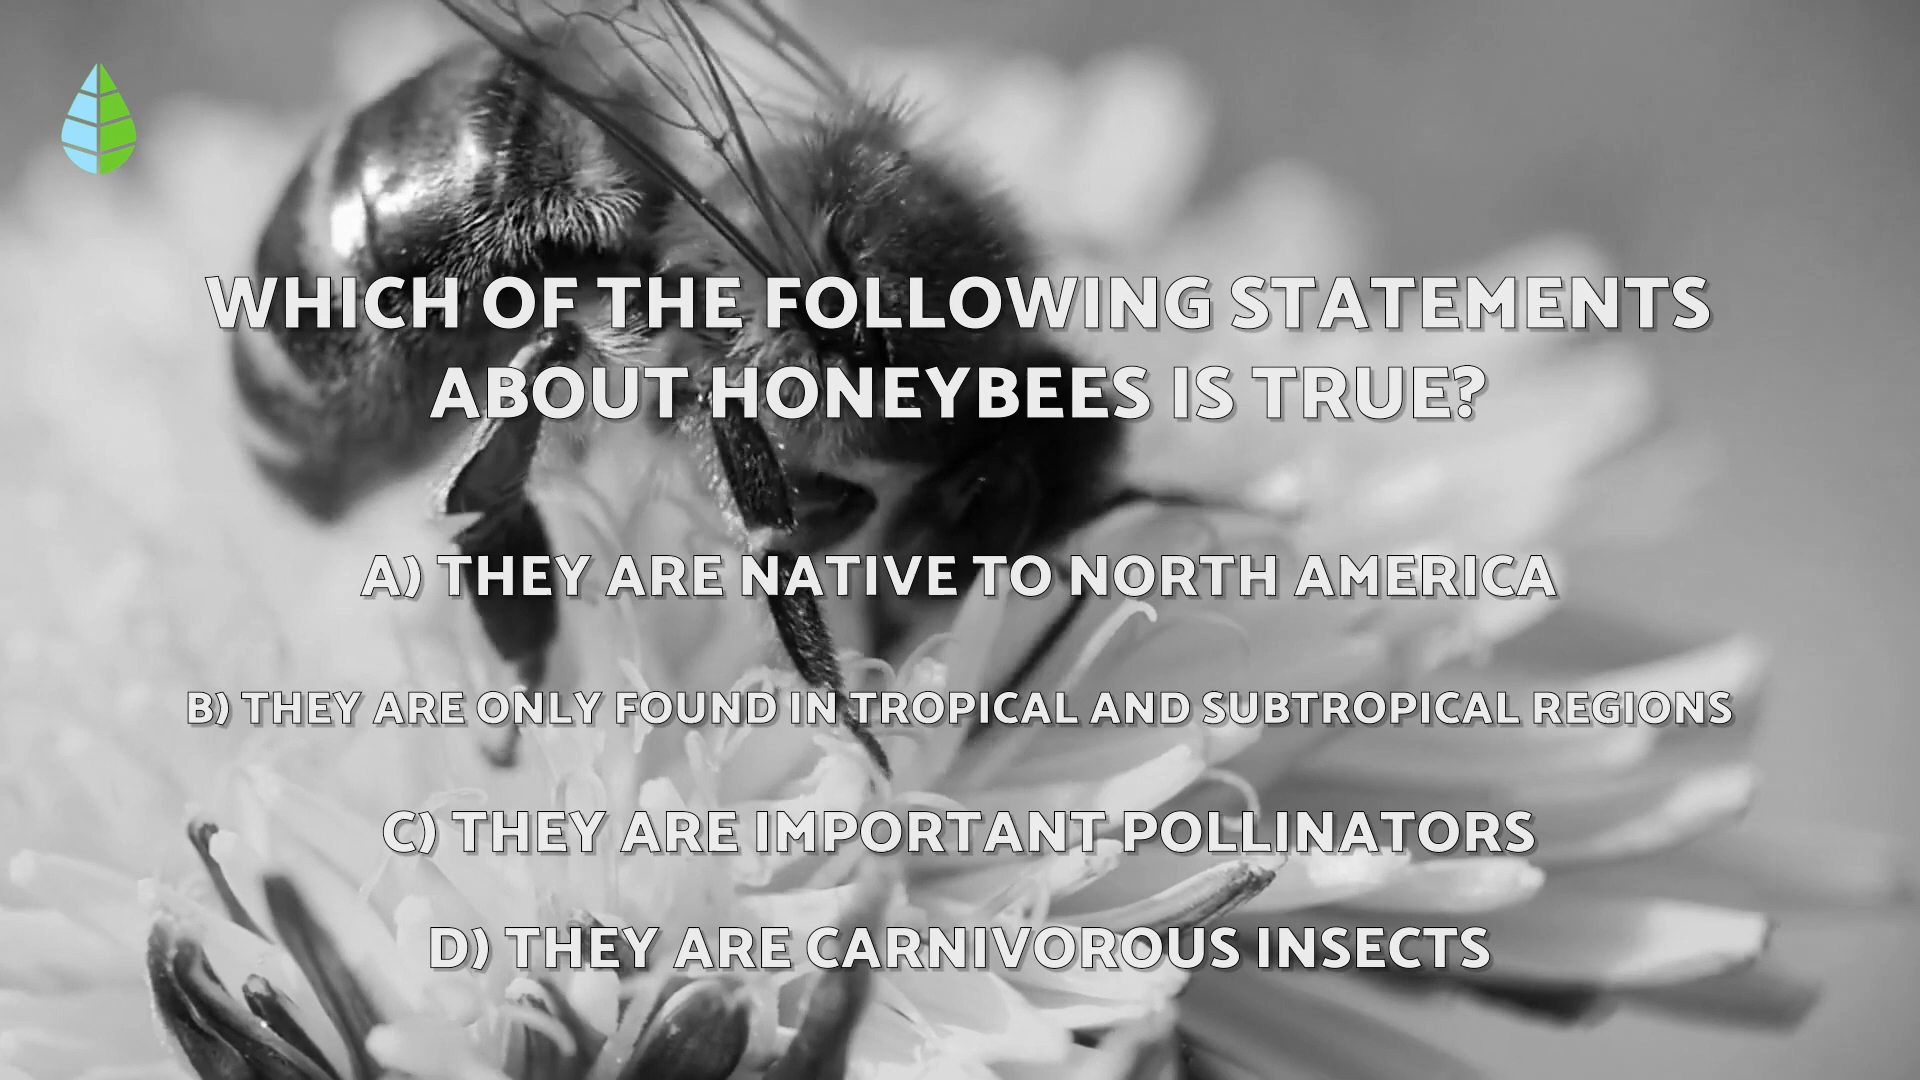 WHICH OF THE FOLLOWING STATEMENTS
ABOUT HONEYBEES IS TRUE?
A) THEY ARE NATIVE TO NORTH AMERICA
B) THEY ARE ONLY FOUND IN TROPICAL AND SUBTROPICAL REGIONS
C) THEY ARE IMPORTANT POLLINATORS
D) THEY ARE CARNIVOROUS INSECTS